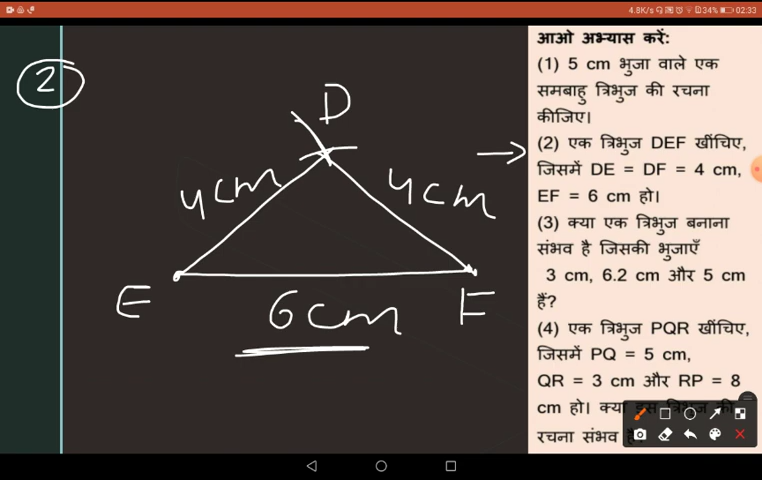 4.8K/s 34% 02:33
2
D
4cm
4cm
E
6cm
F
आओ अभ्यास करें:
(1) 5 cm भुजा वाले एक
समबाहु त्रिभुज की रचना
कीजिए।
(2) एक त्रिभुज DEF खींचिए,
जिसमें DE = DF = 4 cm,
EF = 6 cm हो।
(3) क्या एक त्रिभुज बनाना
संभव है जिसकी भुजाएँ
3 cm, 6.2 cm और 5 cm
हैं?
(4) एक त्रिभुज PQR खींचिए,
जिसमें PQ = 5 cm,
QR = 3 cm और RP = 8
cm हो। क्या इस त्रिभुज की
रचना संभव